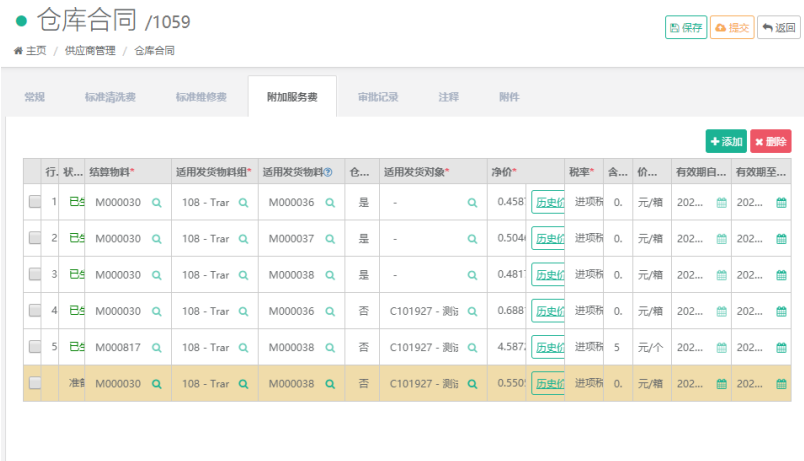 仓库合同 /1059
保存 提交 返回
主页 / 供应商管理 / 仓库合同
常规 标准清洗费 标准维修费 附加服务费 审批记录 注释 附件
添加 删除
行. 状... 结算物料* 适用发货物料组* 适用发货物料 仓... 适用发货对象* 净价* 税率* 含... 价... 有效期自... 有效期至...
1 已 M000030 108 - Trar M000036 是 - 0.458 历史价 进项税 0. 元/箱 202... 202...
2 已 M000030 108 - Trar M000037 是 - 0.504 历史价 进项税 0. 元/箱 202... 202...
3 已 M000030 108 - Trar M000038 是 - 0.481 历史价 进项税 0. 元/箱 202... 202...
4 已 M000030 108 - Trar M000036 否 C101927 - 测试 0.688 历史价 进项税 0. 元/箱 202... 202...
5 已 M000817 108 - Trar M000038 否 C101927 - 测试 4.587 历史价 进项税 5 元/个 202... 202...
准 M000030 108 - Trar M000038 否 C101927 - 测试 0.550 历史价 进项税 0. 元/箱 202... 202...